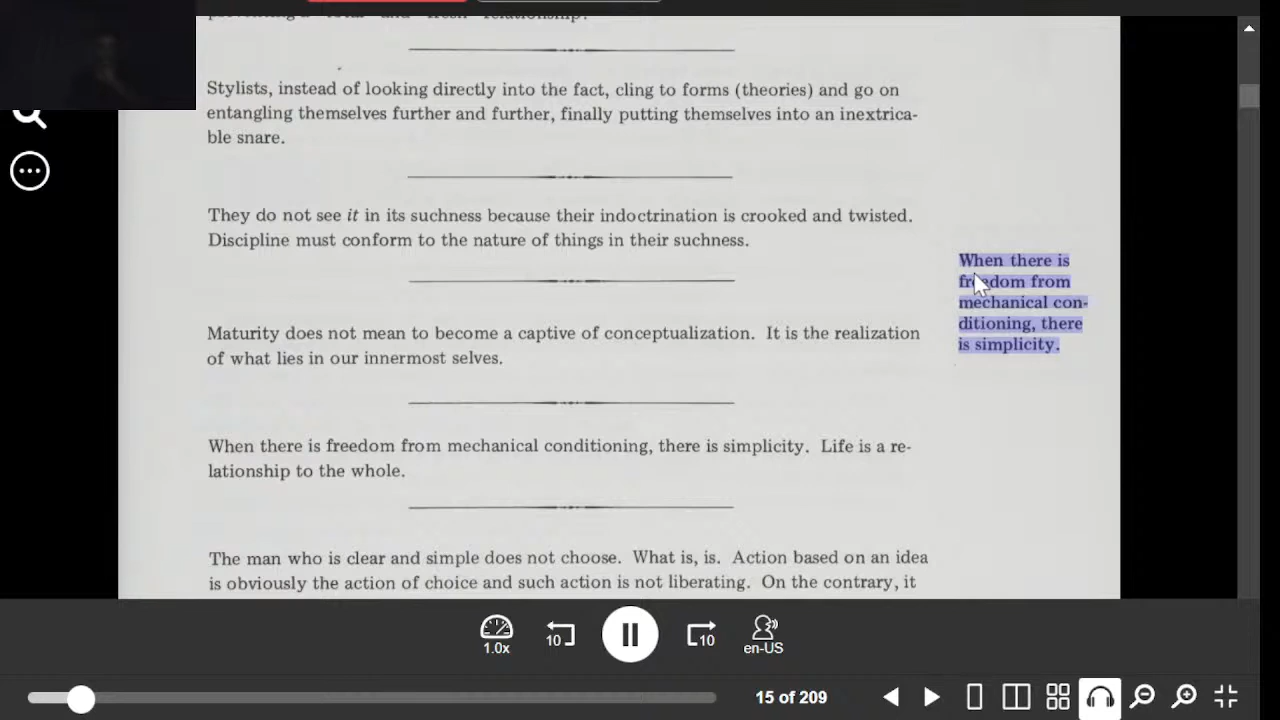 Stylists, instead of looking directly into the fact, cling to forms (theories) and go on
entangling themselves further and further, finally putting themselves into an inextrica-
ble snare.
They do not see it in its suchness because their indoctrination is crooked and twisted.
Discipline must conform to the nature of things in their suchness.
When there is
freedom from
mechanical con-
ditioning, there
is simplicity.
Maturity does not mean to become a captive of conceptualization. It is the realization
of what lies in our innermost selves.
When there is freedom from mechanical conditioning, there is simplicity. Life is a re-
lationship to the whole.
The man who is clear and simple does not choose. What is, is. Action based on an idea
is obviously the action of choice and such action is not liberating. On the contrary, it
1.0x
10
10
en-US
15 of 209